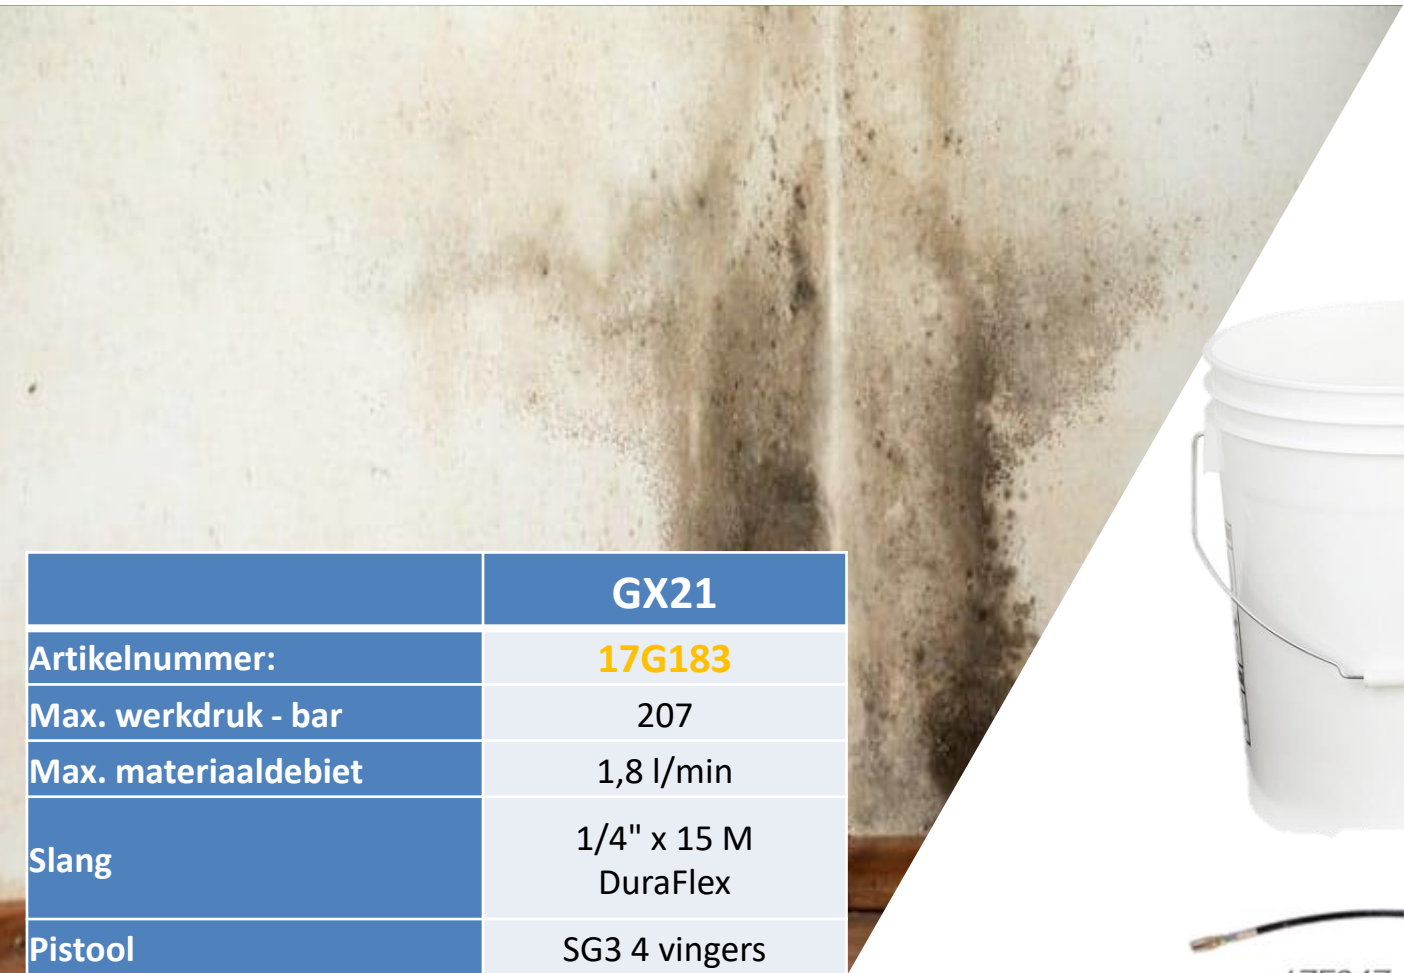 GX21
Artikelnummer: 17G183
Max. werkdruk - bar 207
Max. materiaaldebiet 1,8 l/min
Slang 1/4" x 15 M
DuraFlex
Pistool SG3 4 vingers